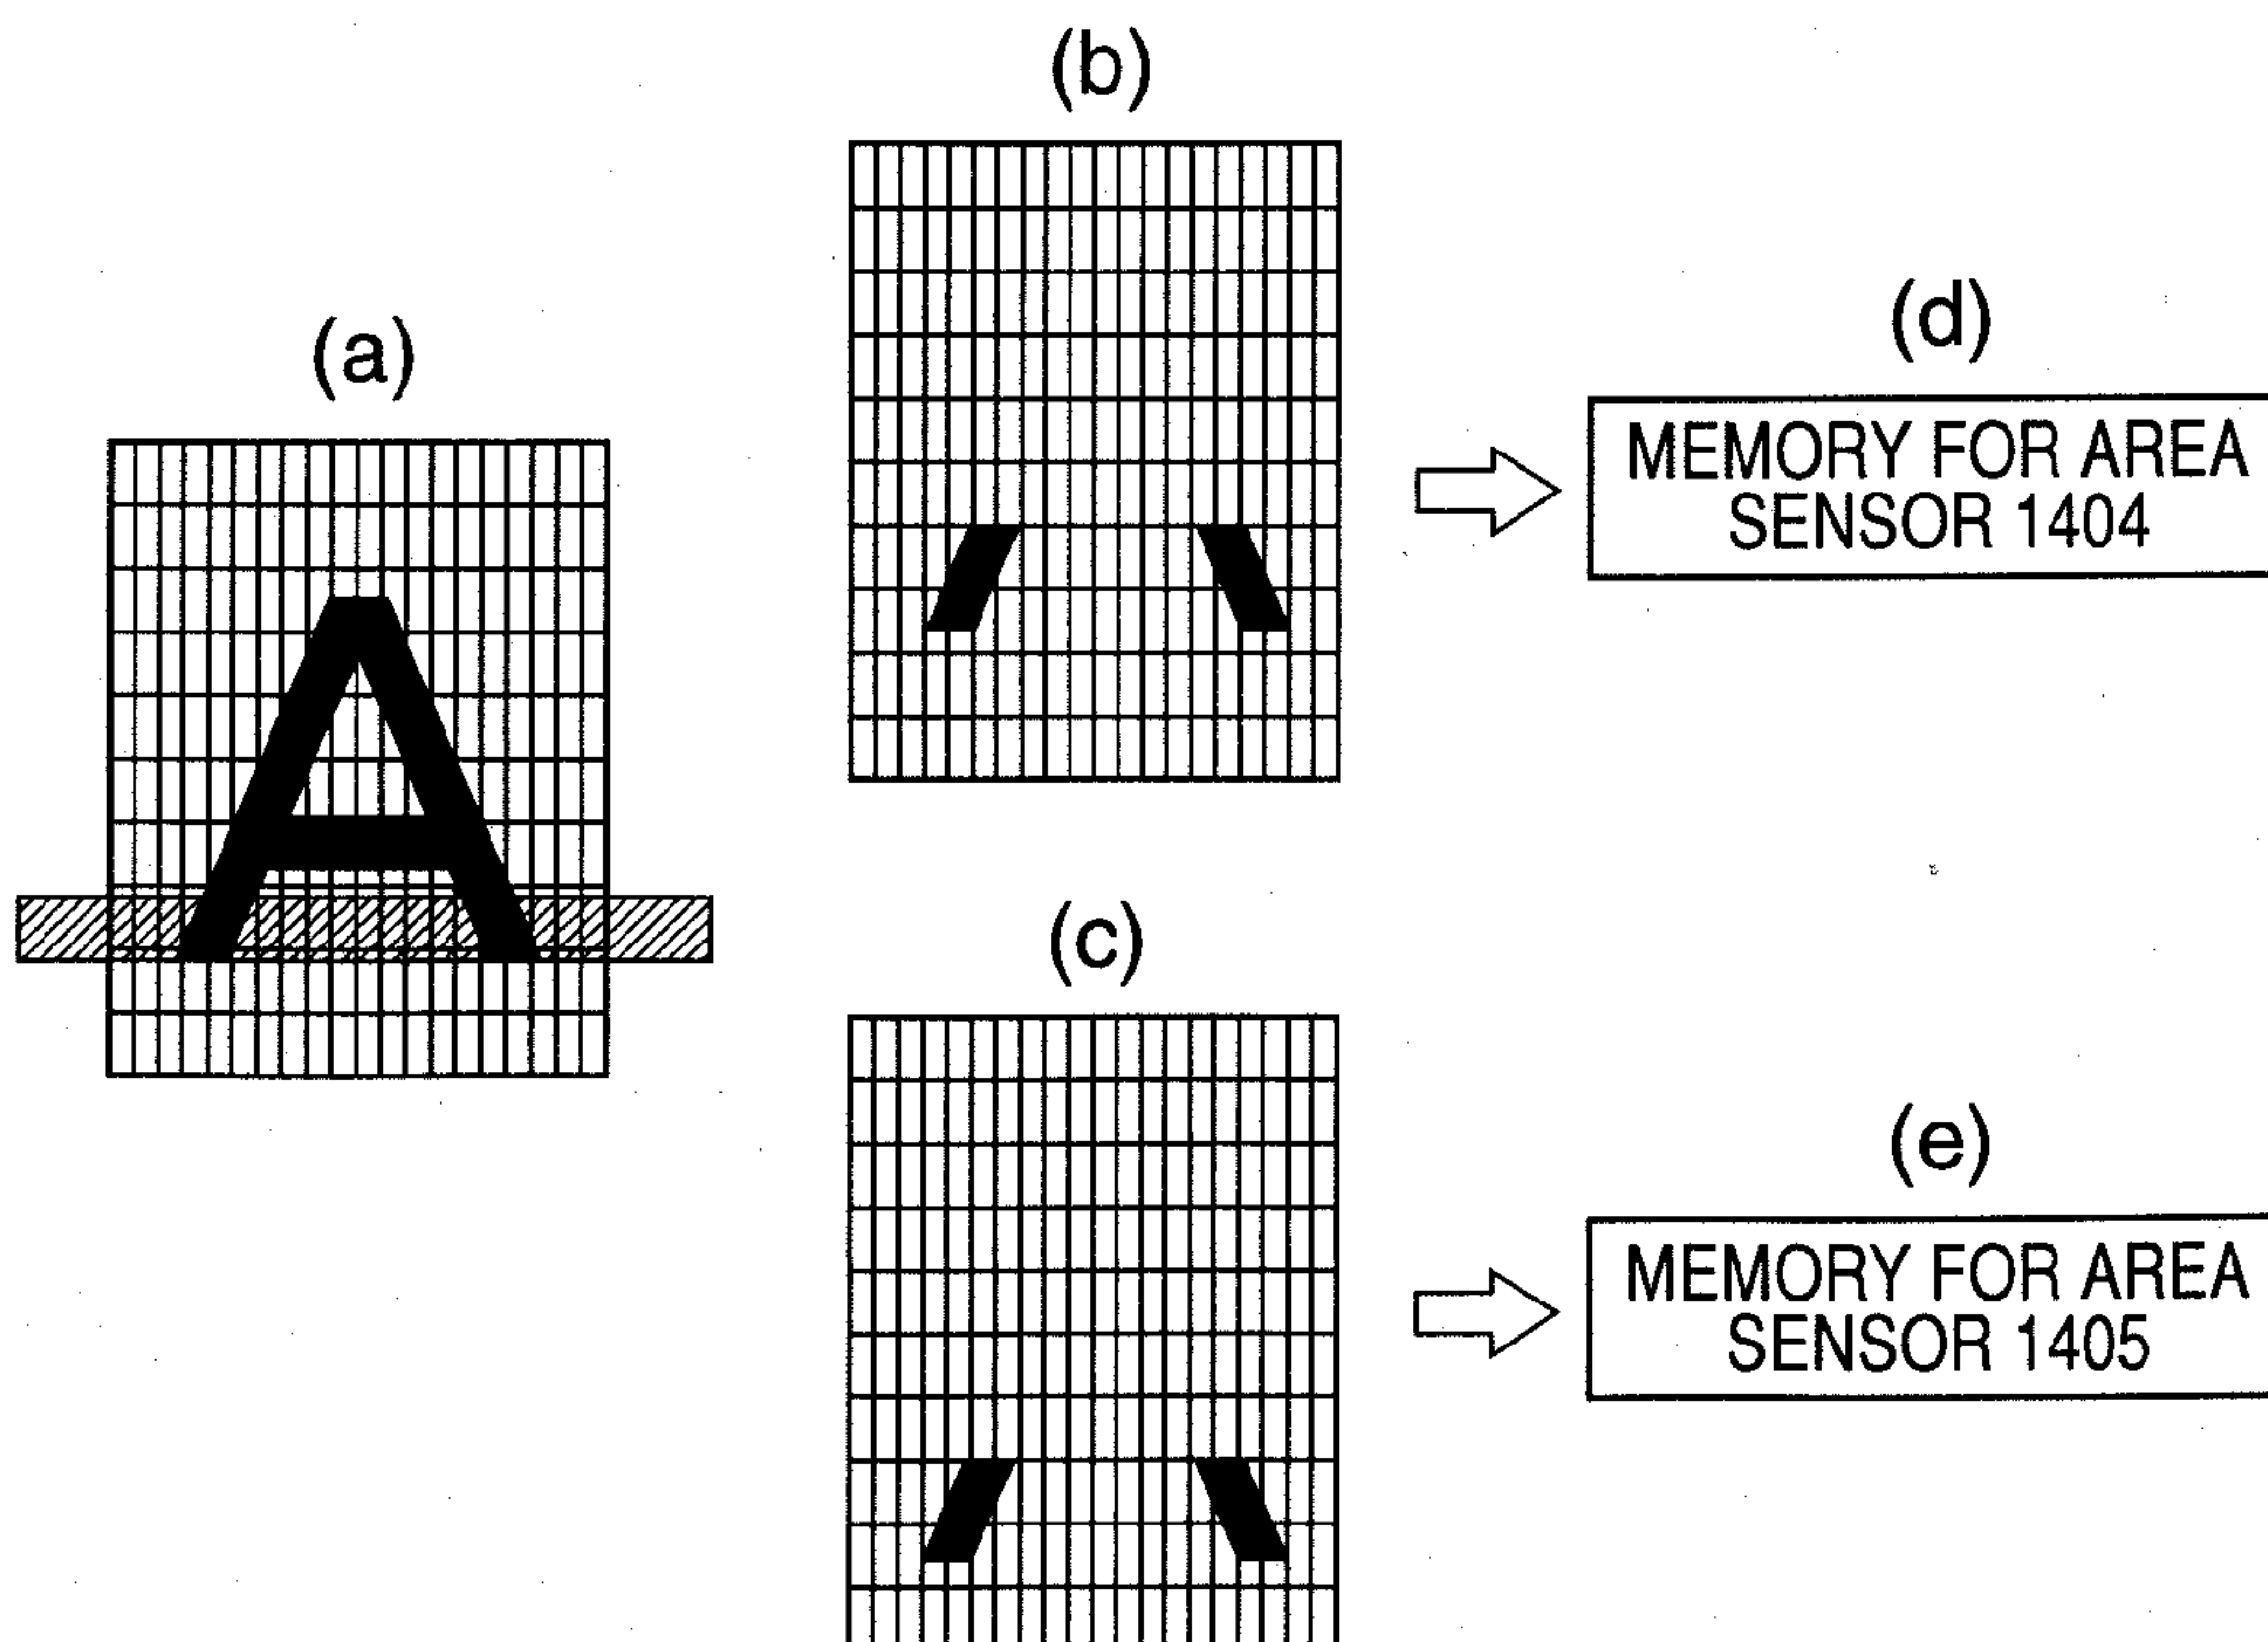 (b)
(d)
(a)
MEMORY FOR AREA
SENSOR 1404
A
(c)
(e)
MEMORY FOR AREA
SENSOR 1405